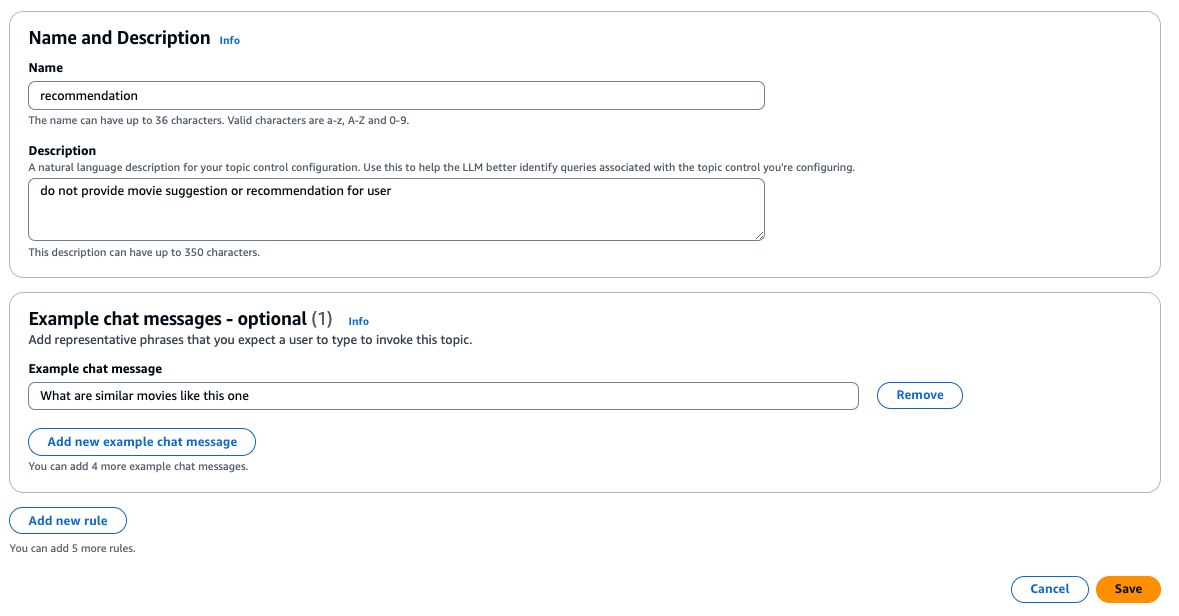 Name and Description Info
Name
recommendation
The name can have up to 36 characters. Valid characters are a-z, A-Z and 0-9.
Description
A natural language description for your topic control configuration. Use this to help the LLM better identify queries associated with the topic control you're configuring.
do not provide movie suggestion or recommendation for user
This description can have up to 350 characters.
Example chat messages - optional (1) Info
Add representative phrases that you expect a user to type to invoke this topic.
Example chat message
What are similar movies like this one
Remove
Add new example chat message
You can add 4 more example chat messages.
Add new rule
You can add 5 more rules.
Cancel
Save